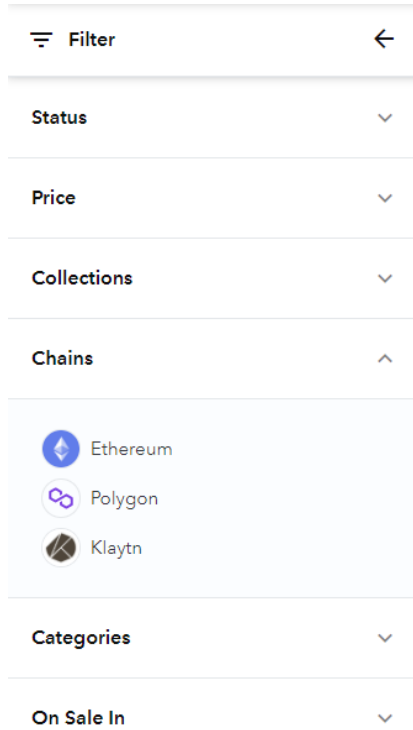 Filter
Status
Price
Collections
Chains
Ethereum
Polygon
Klaytn
Categories
On Sale In